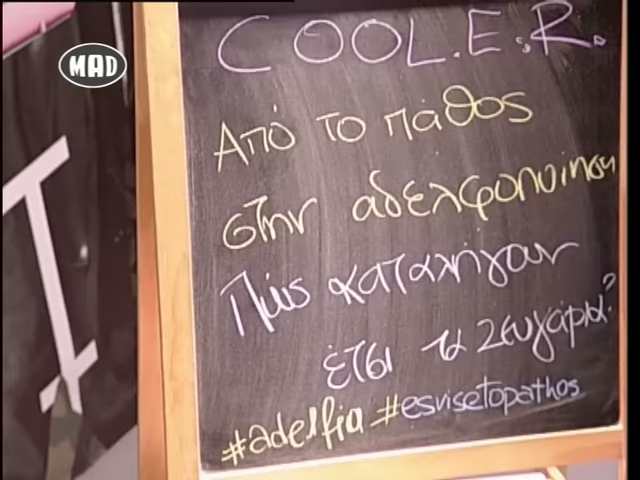 MAD
COOL.E.R.
Από το πάθος
στην αδελφοποίηση
Πώς καταλήγουν
έτσι τα ζευγάρια?
#adelfia #esvisetopathos